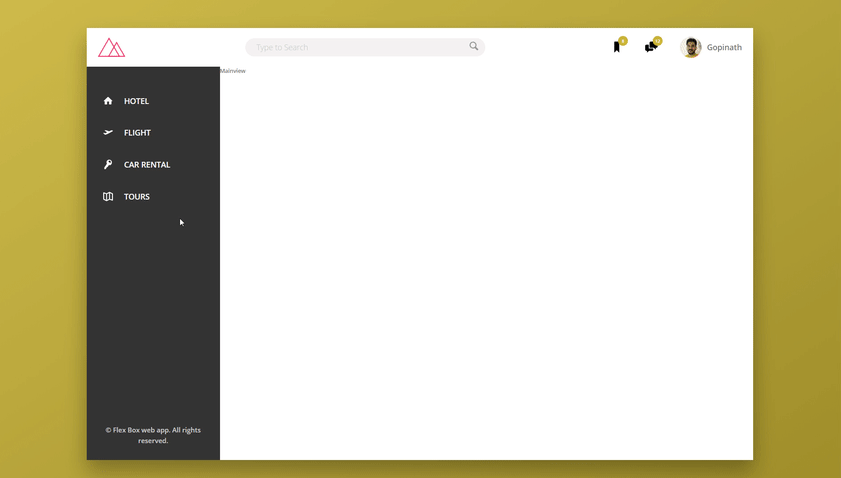 Type to Search
Gopinath
Mainview
HOTEL
FLIGHT
CAR RENTAL
TOURS
© Flex Box web app. All rights
reserved.